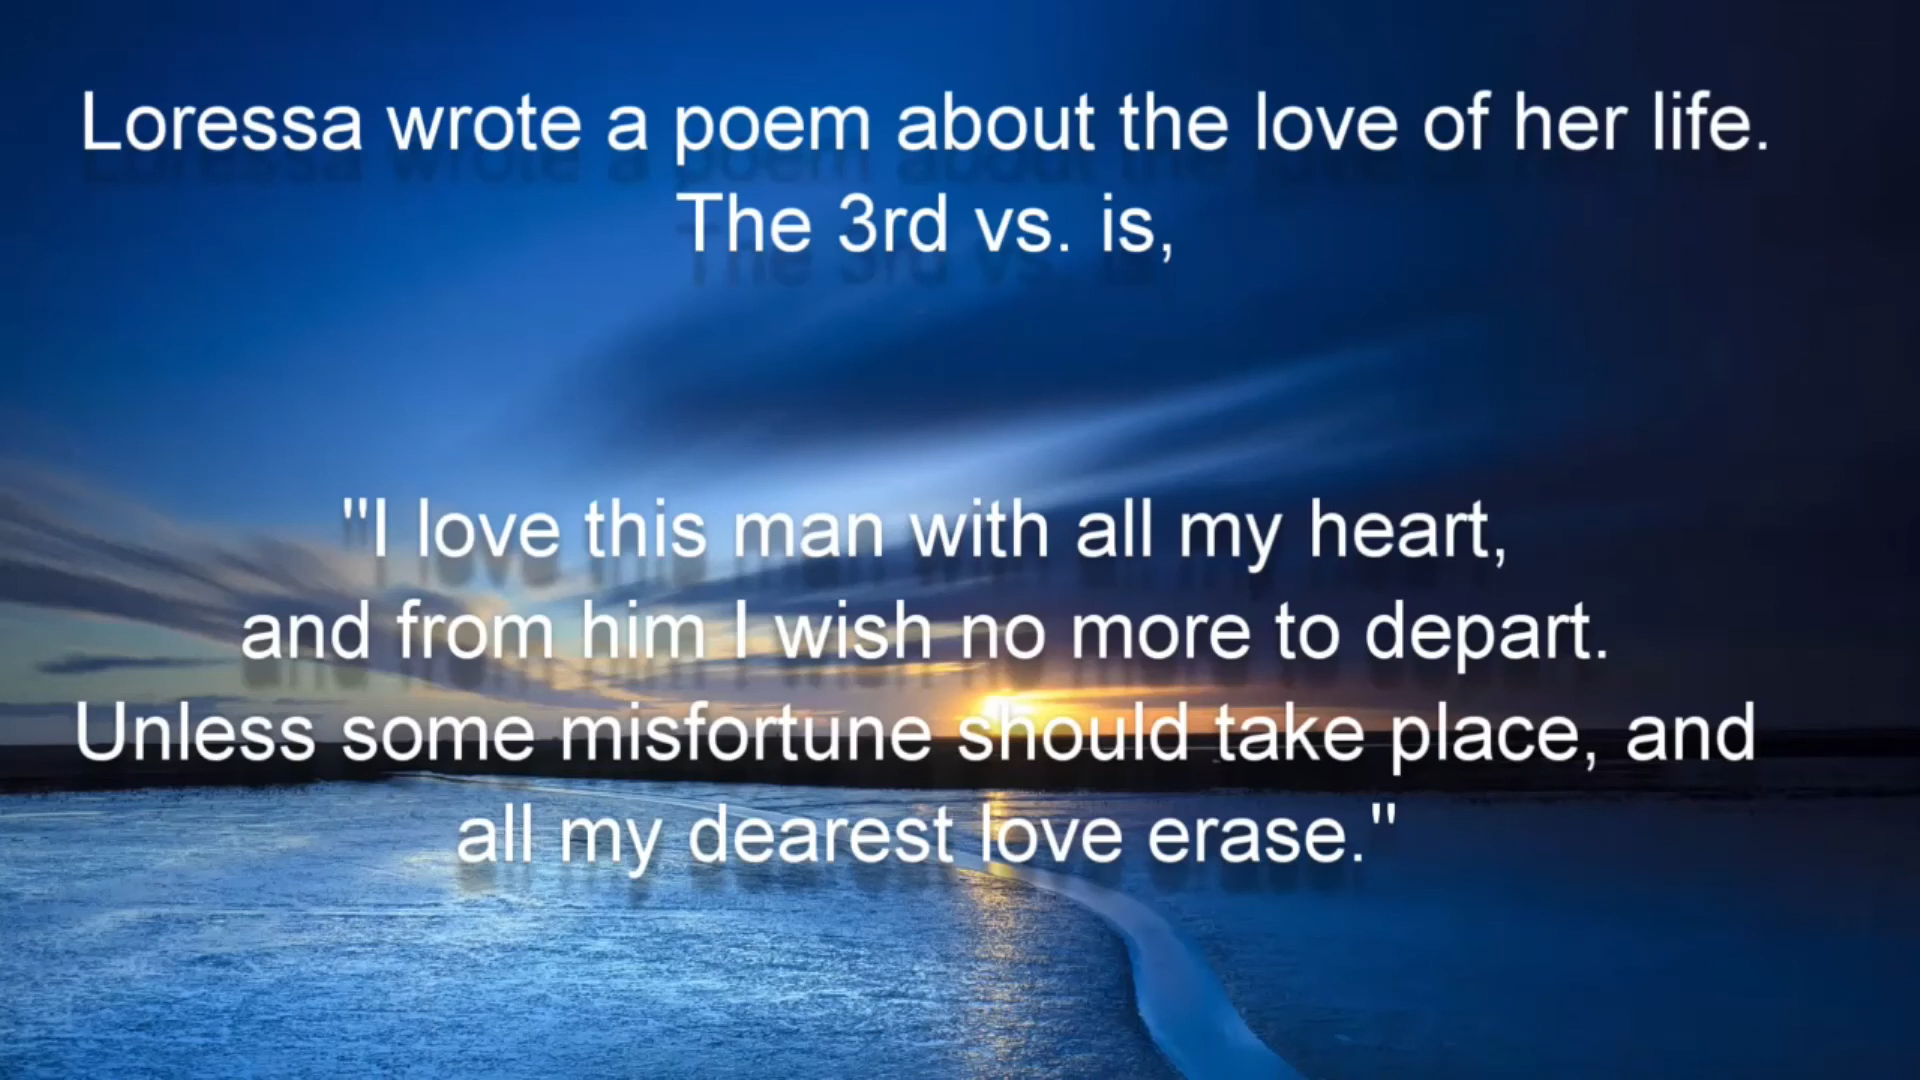 Loressa wrote a poem about the love of her life.
The 3rd vs. is,
"I love this man with all my heart,
and from him I wish no more to depart.
Unless some misfortune should take place, and
all my dearest love erase."